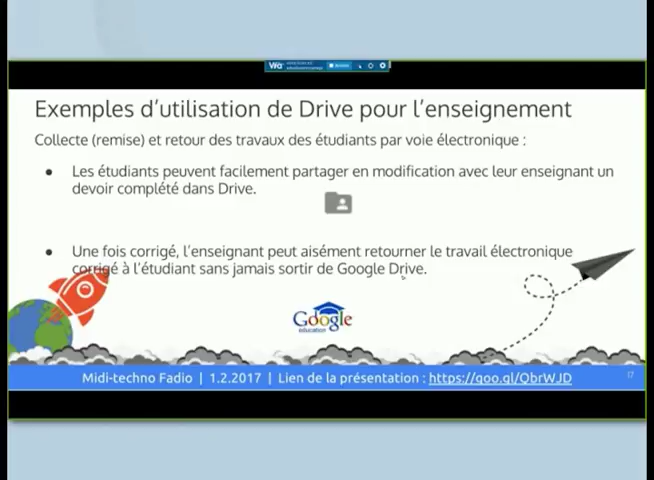 Exemples d'utilisation de Drive pour l'enseignement
Collecte (remise) et retour des travaux des étudiants par voie électronique :
● Les étudiants peuvent facilement partager en modification avec leur enseignant un
devoir complété dans Drive.
● Une fois corrigé, l'enseignant peut aisément retourner le travail électronique
corrigé à l'étudiant sans jamais sortir de Google Drive.
Google
education
Midi-techno Fadio | 1.2.2017 | Lien de la présentation : https://goo.gl/QbrWJD
17